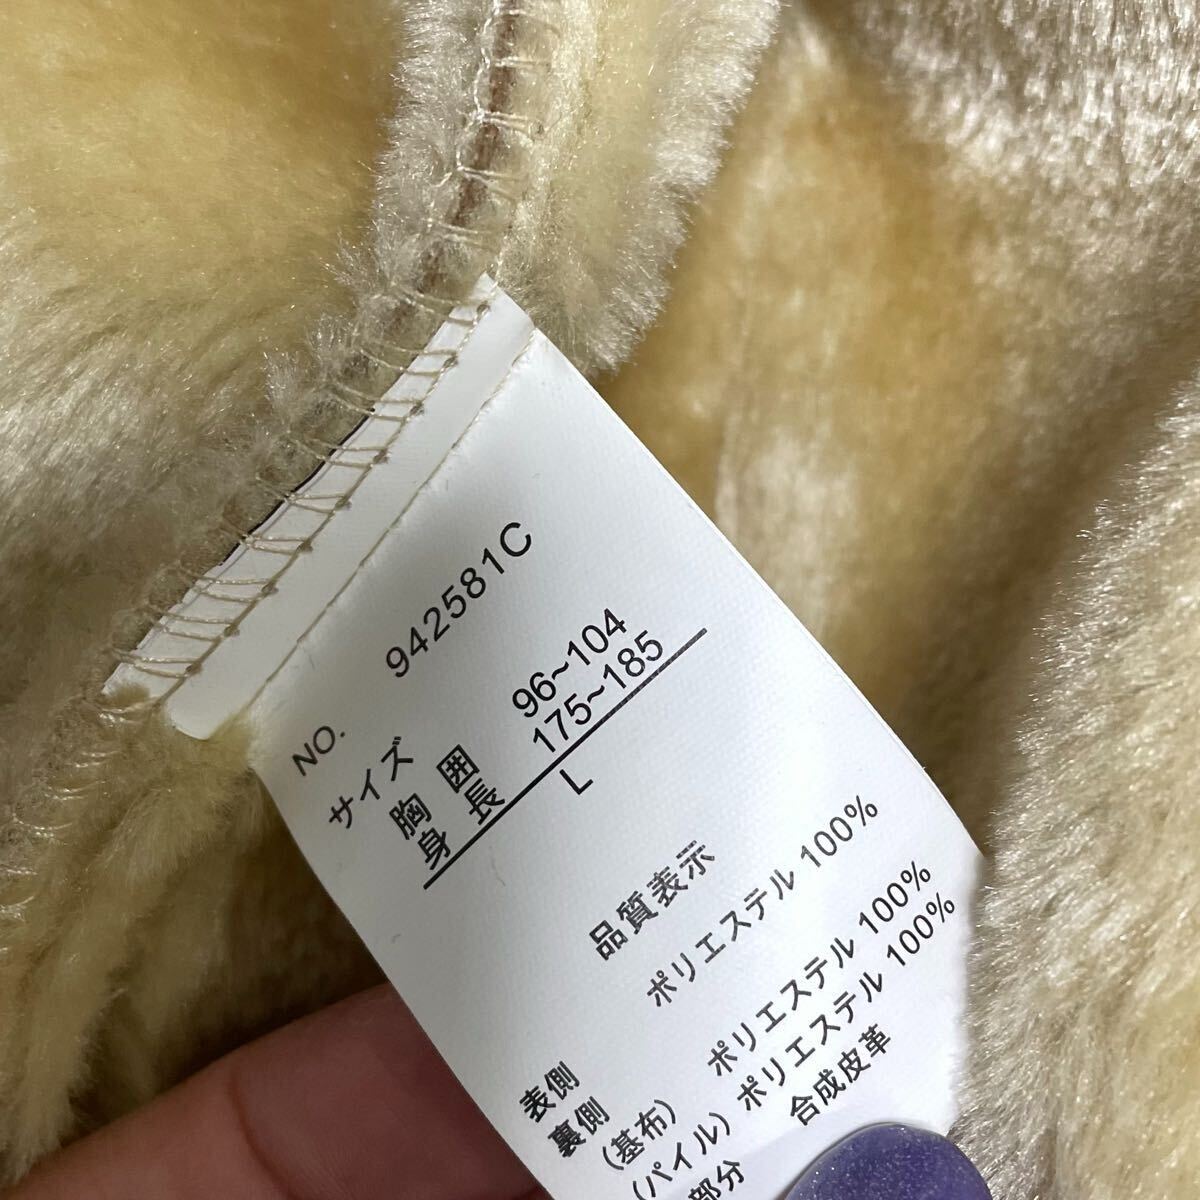 NO. 942581C
サイズ
胸 囲 96~104
身 長 175~185
L
品質表示
表側 ポリエステル 100%
裏側
(基布) ポリエステル 100%
(パイル) ポリエステル 100%
部分 合成皮革